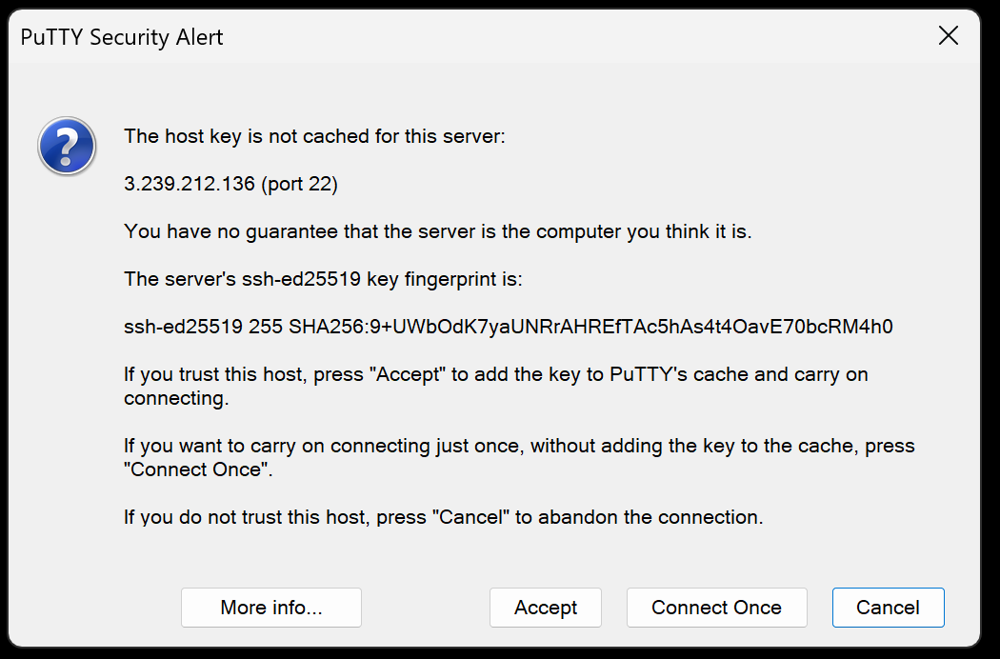 PuTTY Security Alert
The host key is not cached for this server:
3.239.212.136 (port 22)
You have no guarantee that the server is the computer you think it is.
The server's ssh-ed25519 key fingerprint is:
ssh-ed25519 255 SHA256:9+UWbOdK7yaUNRrAHREfTAc5hAs4t4OavE70bcRM4h0
If you trust this host, press "Accept" to add the key to PuTTY's cache and carry on
connecting.
If you want to carry on connecting just once, without adding the key to the cache, press
"Connect Once".
If you do not trust this host, press "Cancel" to abandon the connection.
More info...
Accept
Connect Once
Cancel